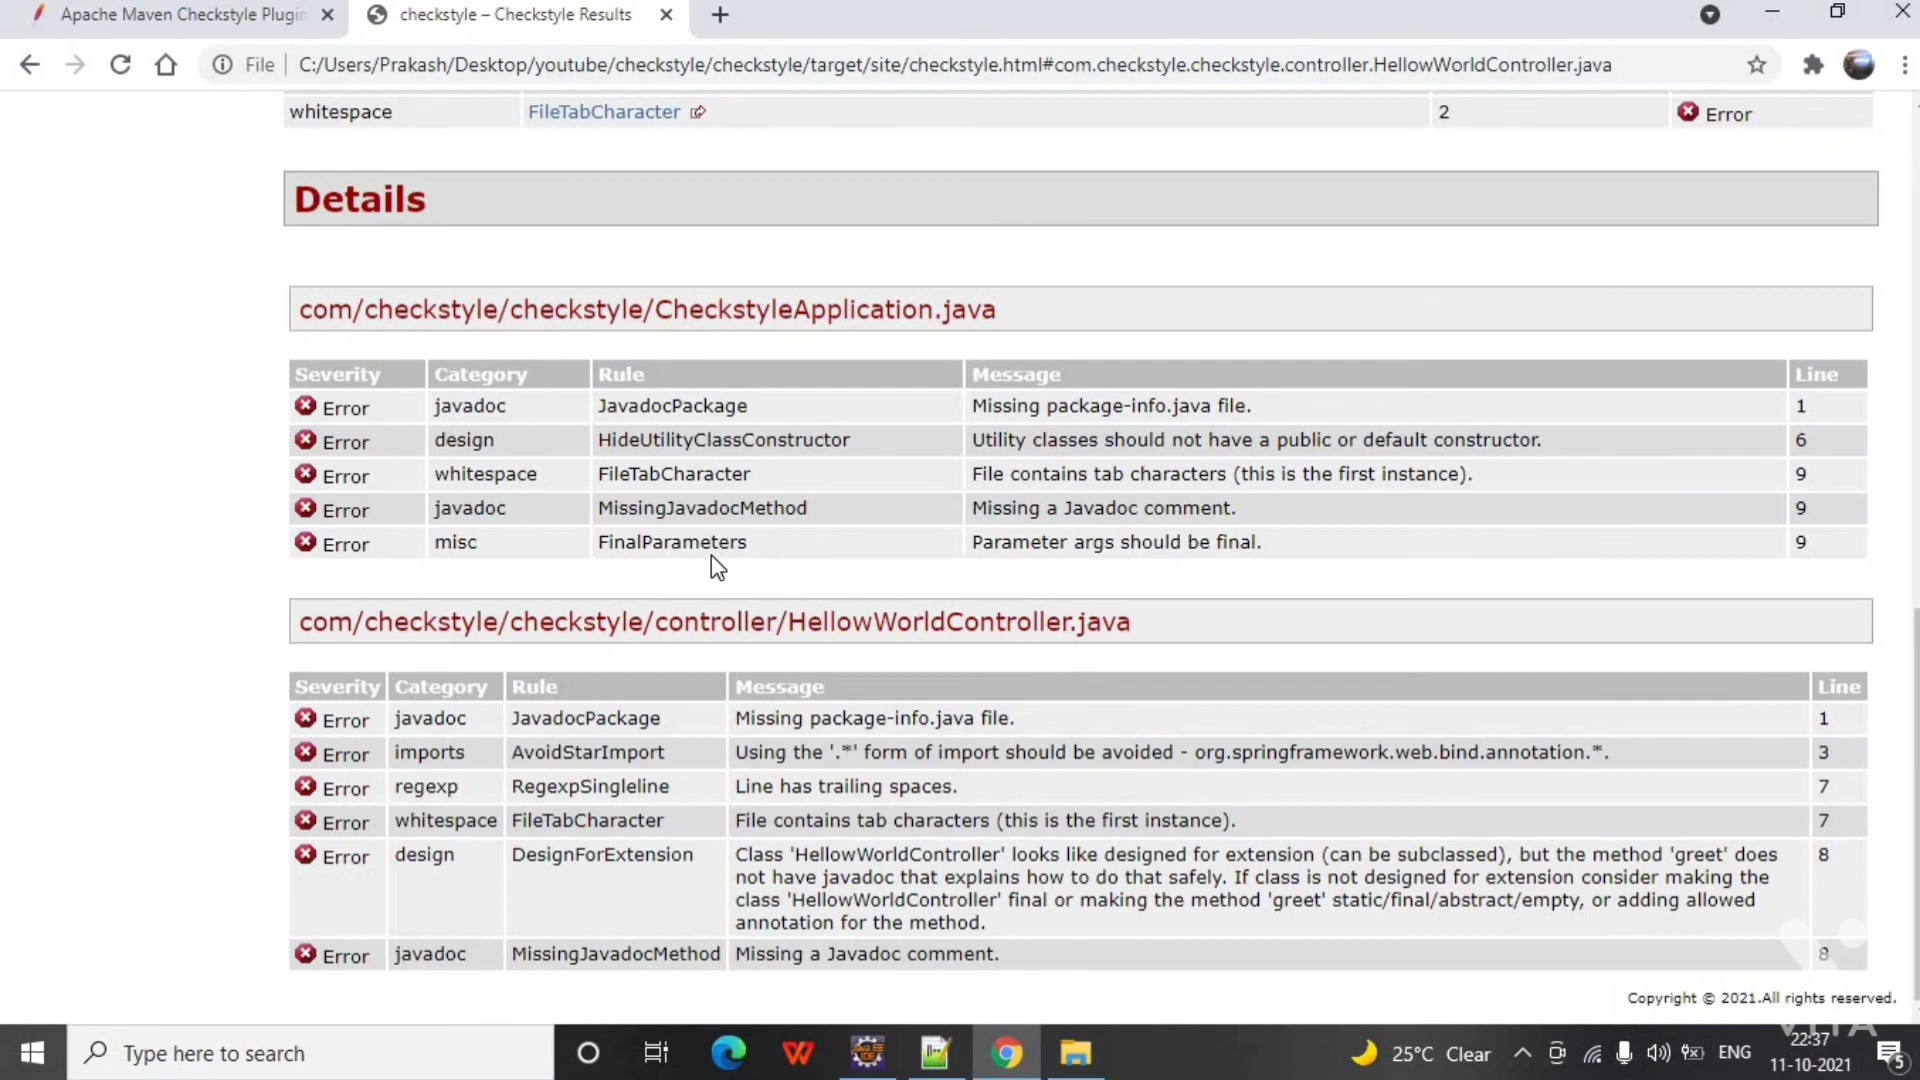 Apache Maven Checkstyle Plugin
checkstyle – Checkstyle Results
File
C:/Users/Prakash/Desktop/youtube/checkstyle/checkstyle/target/site/checkstyle.html#com.checkstyle.checkstyle.controller.HellowWorldController.java
whitespace FileTabCharacter 2 Error
Details
com/checkstyle/checkstyle/CheckstyleApplication.java
Severity Category Rule Message Line
Error javadoc JavadocPackage Missing package-info.java file. 1
Error design HideUtilityClassConstructor Utility classes should not have a public or default constructor. 6
Error whitespace FileTabCharacter File contains tab characters (this is the first instance). 9
Error javadoc MissingJavadocMethod Missing a Javadoc comment. 9
Error misc FinalParameters Parameter args should be final. 9
com/checkstyle/checkstyle/controller/HellowWorldController.java
Severity Category Rule Message Line
Error javadoc JavadocPackage Missing package-info.java file. 1
Error imports AvoidStarImport Using the '.*' form of import should be avoided - org.springframework.web.bind.annotation.*. 3
Error regexp RegexpSingleline Line has trailing spaces. 7
Error whitespace FileTabCharacter File contains tab characters (this is the first instance). 7
Error design DesignForExtension Class 'HellowWorldController' looks like designed for extension (can be subclassed), but the method 'greet' does 8
not have javadoc that explains how to do that safely. If class is not designed for extension consider making the
class 'HellowWorldController' final or making the method 'greet' static/final/abstract/empty, or adding allowed
annotation for the method.
Error javadoc MissingJavadocMethod Missing a Javadoc comment. 8
Copyright © 2021.All rights reserved.
VITA
Type here to search
25°C Clear
ENG
22:37
11-10-2021
5